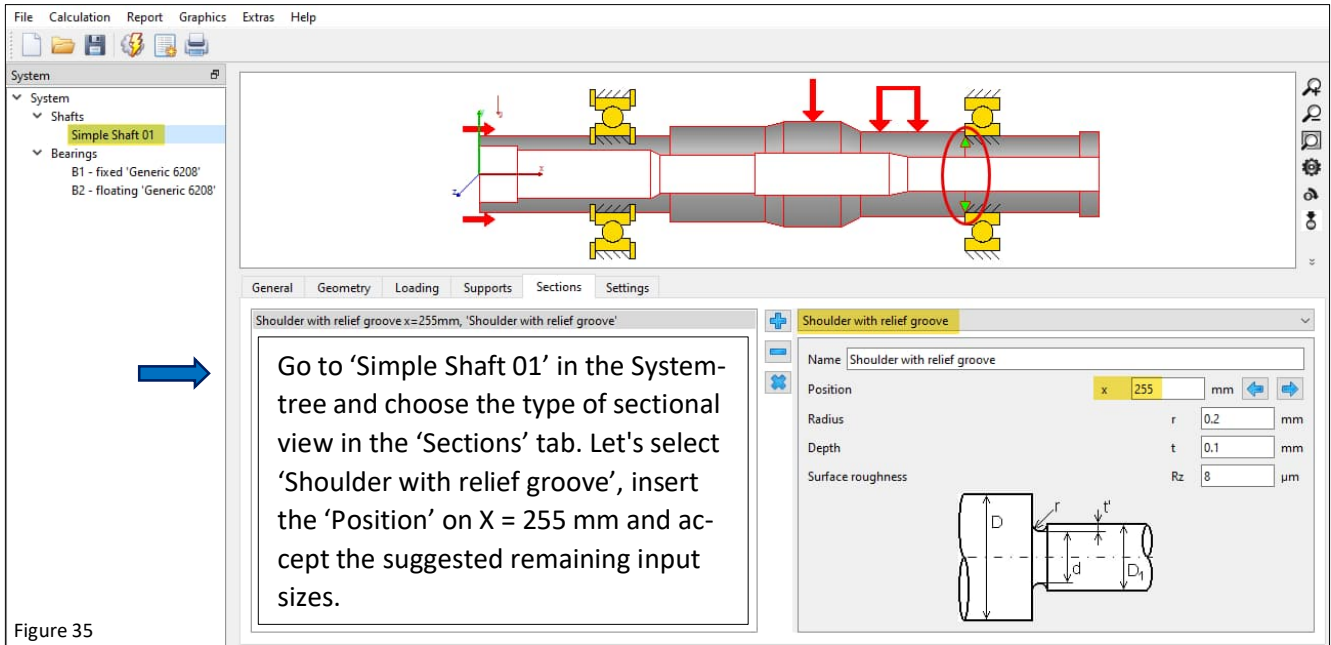 File Calculation Report Graphics Extras Help
System
System
Shafts
Simple Shaft 01
Bearings
B1 - fixed 'Generic 6208'
B2 - floating 'Generic 6208'
y
x
z
General Geometry Loading Supports Sections Settings
Shoulder with relief groove x=255mm, 'Shoulder with relief groove'
Go to ‘Simple Shaft 01’ in the System-
tree and choose the type of sectional
view in the ‘Sections’ tab. Let's select
‘Shoulder with relief groove’, insert
the ‘Position’ on X = 255 mm and ac-
cept the suggested remaining input
sizes.
Shoulder with relief groove
Name Shoulder with relief groove
Position x 255 mm
Radius r 0.2 mm
Depth t 0.1 mm
Surface roughness Rz 8 µm
D r t'
d D1
Figure 35